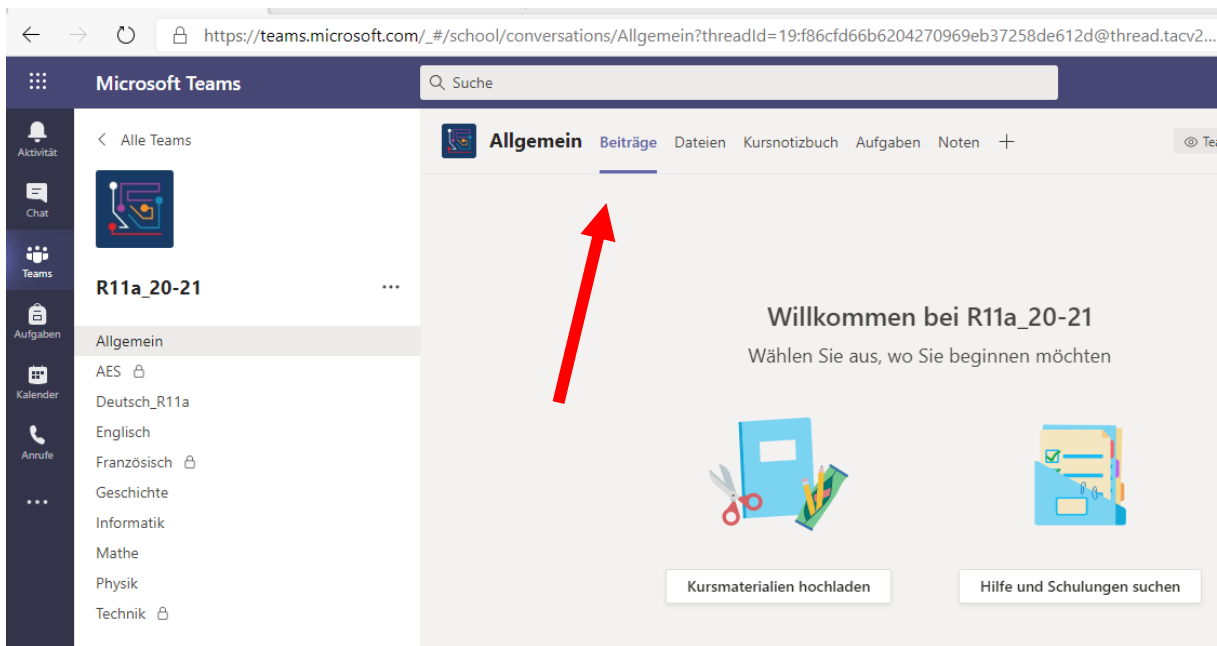 https://teams.microsoft.com/_#/school/conversations/Allgemein?threadId=19:f86cfd66b6204270969eb37258de612d@thread.tacv2...
Microsoft Teams
Suche
Aktivität
Chat
Teams
Aufgaben
Kalender
Anrufe
Alle Teams
R11a_20-21
Allgemein
AES
Deutsch_R11a
Englisch
Französisch
Geschichte
Informatik
Mathe
Physik
Technik
Allgemein Beiträge Dateien Kursnotizbuch Aufgaben Noten
Willkommen bei R11a_20-21
Wählen Sie aus, wo Sie beginnen möchten
Kursmaterialien hochladen
Hilfe und Schulungen suchen